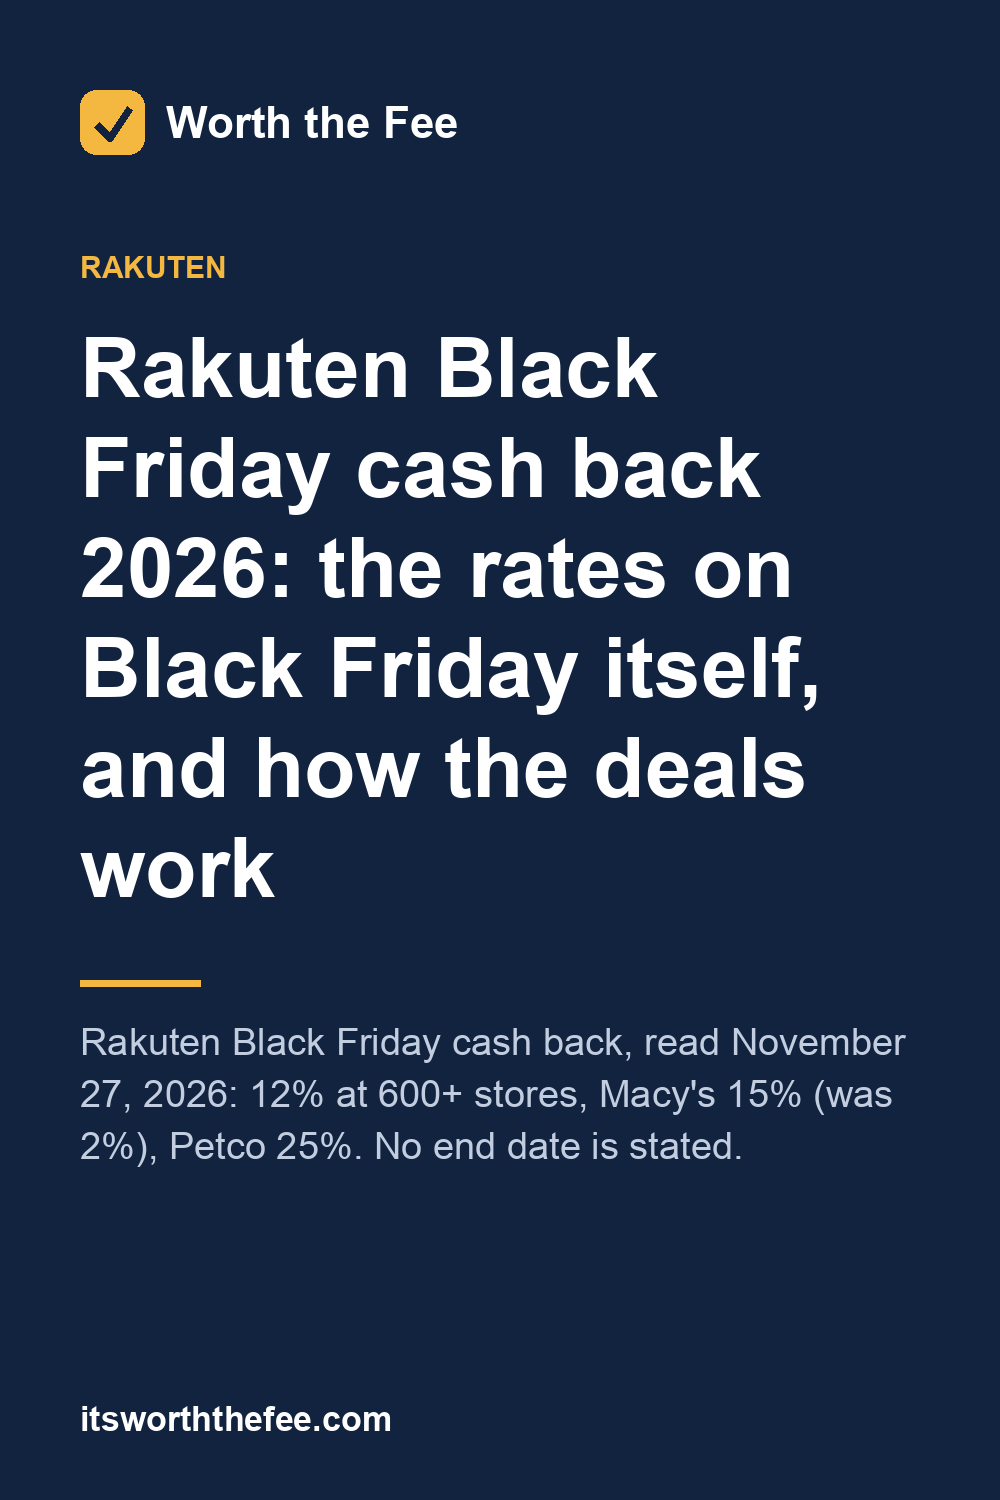 Worth the Fee
RAKUTEN
Rakuten Black
Friday cash back
2026: the rates on
Black Friday itself,
and how the deals
work
Rakuten Black Friday cash back, read November
27, 2026: 12% at 600+ stores, Macy's 15% (was
2%), Petco 25%. No end date is stated.
itsworththefee.com